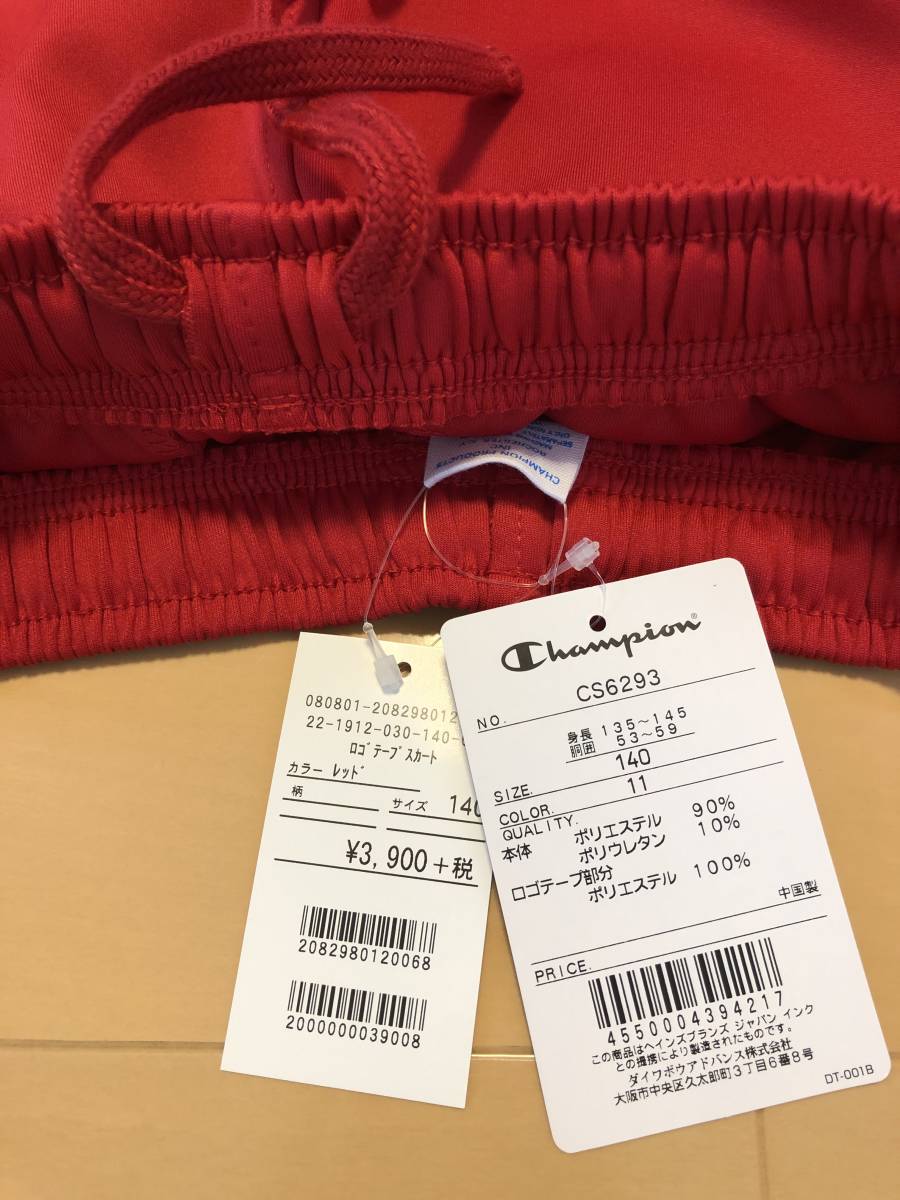 CHAMPION PRODUCTS
INC
ROCHESTER, N.Y.
080801-208298012
22-1912-030-140-
ﾛｺﾞﾃｰﾌﾟｽｶｰﾄ
カラー ﾚｯﾄﾞ
柄
サイズ 140
¥3,900+税
2082980120068
2000000039008
Champion®
NO. CS6293
身長 135~145
胴囲 53~59
SIZE. 140
COLOR. 11
QUALITY.
本体 ポリエステル 90%
ポリウレタン 10%
ロゴテープ部分
ポリエステル 100%
中国製
PRICE.
4550004394217
この商品はヘインズブランズ ジャパン インク
との提携により製造されたものです。
ダイワボウアドバンス株式会社
大阪市中央区久太郎町3丁目6番8号
DT-001B